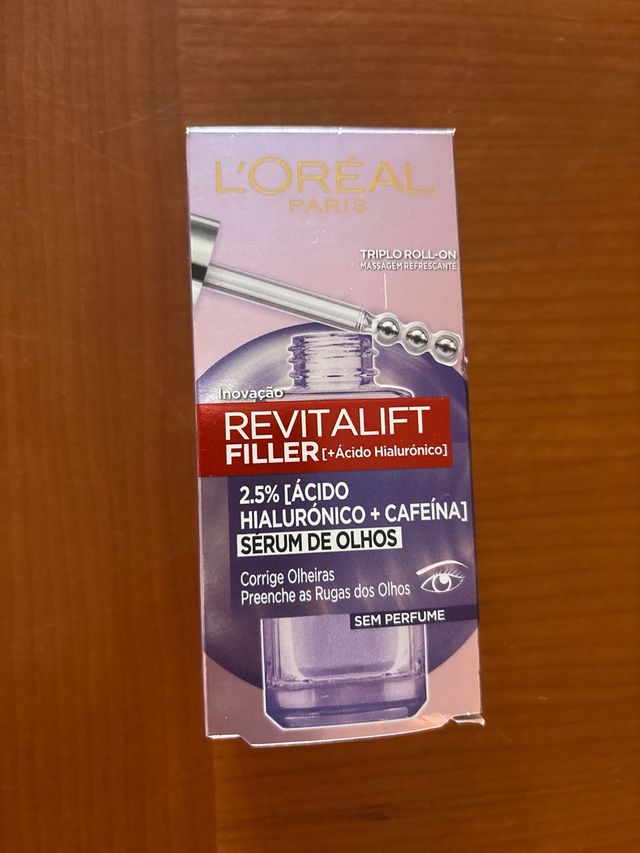 L'ORÉAL
PARIS
TRIPLO ROLL-ON
MASSAGEM REFRESCANTE
Inovação
REVITALIFT
FILLER [+Ácido Hialurónico]
2.5% [ÁCIDO
HIALURÓNICO + CAFEÍNA]
SÉRUM DE OLHOS
Corrige Olheiras
Preenche as Rugas dos Olhos
SEM PERFUME